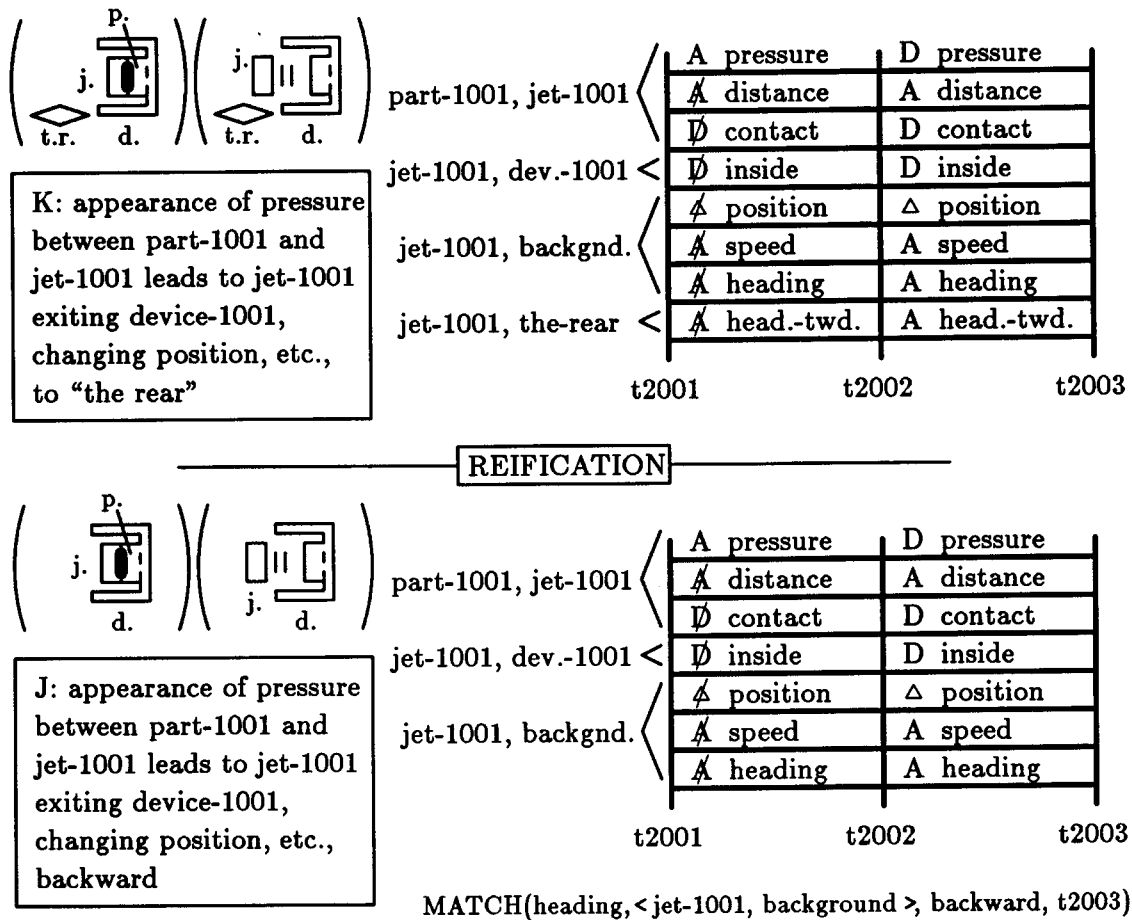 p.
j.
t.r. d.
j.
t.r. d.
K: appearance of pressure
between part-1001 and
jet-1001 leads to jet-1001
exiting device-1001,
changing position, etc.,
to “the rear”
part-1001, jet-1001 <
A pressure D pressure
A̸ distance A distance
D̸ contact D contact
jet-1001, dev.-1001 <
D̸ inside D inside
jet-1001, backgnd. <
△̸ position △ position
A̸ speed A speed
A̸ heading A heading
jet-1001, the-rear <
A̸ head.-twd. A head.-twd.
t2001 t2002 t2003
REIFICATION
p.
j.
d.
j.
d.
J: appearance of pressure
between part-1001 and
jet-1001 leads to jet-1001
exiting device-1001,
changing position, etc.,
backward
part-1001, jet-1001 <
A pressure D pressure
A̸ distance A distance
D̸ contact D contact
jet-1001, dev.-1001 <
D̸ inside D inside
jet-1001, backgnd. <
△̸ position △ position
A̸ speed A speed
A̸ heading A heading
t2001 t2002 t2003
MATCH(heading, < jet-1001, background >, backward, t2003)